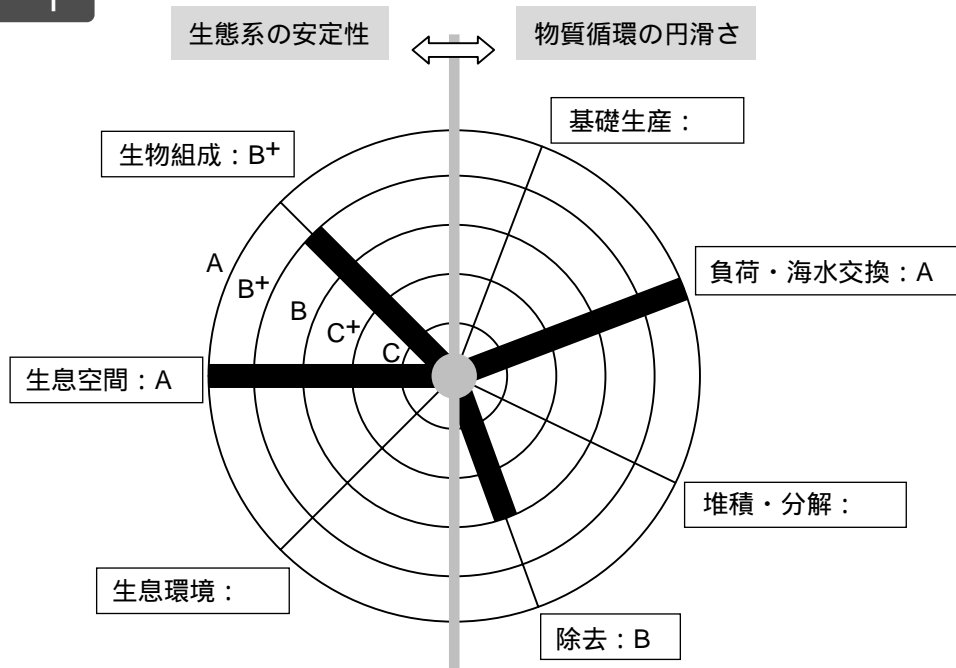 生態系の安定性
物質循環の円滑さ
基礎生産：
生物組成：B⁺
負荷・海水交換：A
A
B⁺
B
C⁺
C
生息空間：A
堆積・分解：
生息環境：
除去：B